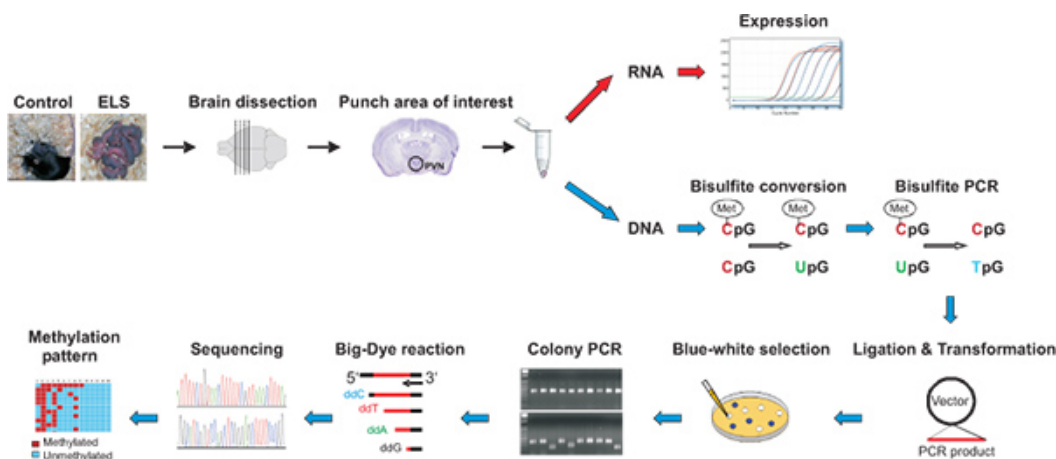 Expression
RNA
Cycle Number
Control
ELS
Brain dissection
Punch area of interest
PVN
DNA
Bisulfite conversion
Bisulfite PCR
Met
Met
Met
CpG
CpG
CpG
CpG
CpG
UpG
UpG
TpG
Methylation
pattern
Sequencing
Big-Dye reaction
Colony PCR
Blue-white selection
Ligation & Transformation
5' 3'
ddC
ddT
ddA
ddG
Vector
PCR product
Methylated
Unmethylated